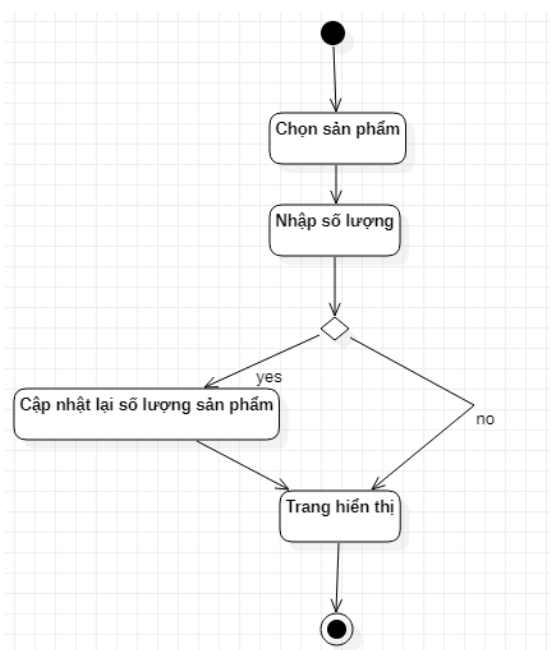 Chọn sản phẩm
Nhập số lượng
yes
Cập nhật lại số lượng sản phẩm
no
Trang hiển thị